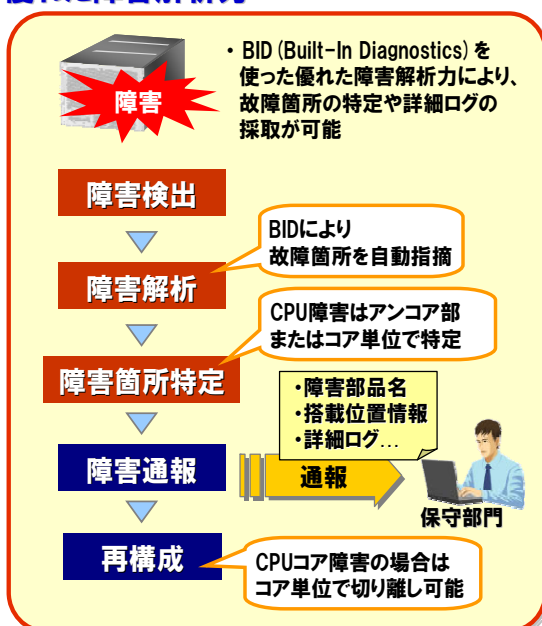 障害
・BID(Built-In Diagnostics)を
使った優れた障害解析力により、
故障箇所の特定や詳細ログの
採取が可能
障害検出
BIDにより
故障箇所を自動指摘
障害解析
CPU障害はアンコア部
またはコア単位で特定
障害箇所特定
・障害部品名
・搭載位置情報
・詳細ログ…
障害通報
通報
保守部門
再構成
CPUコア障害の場合は
コア単位で切り離し可能